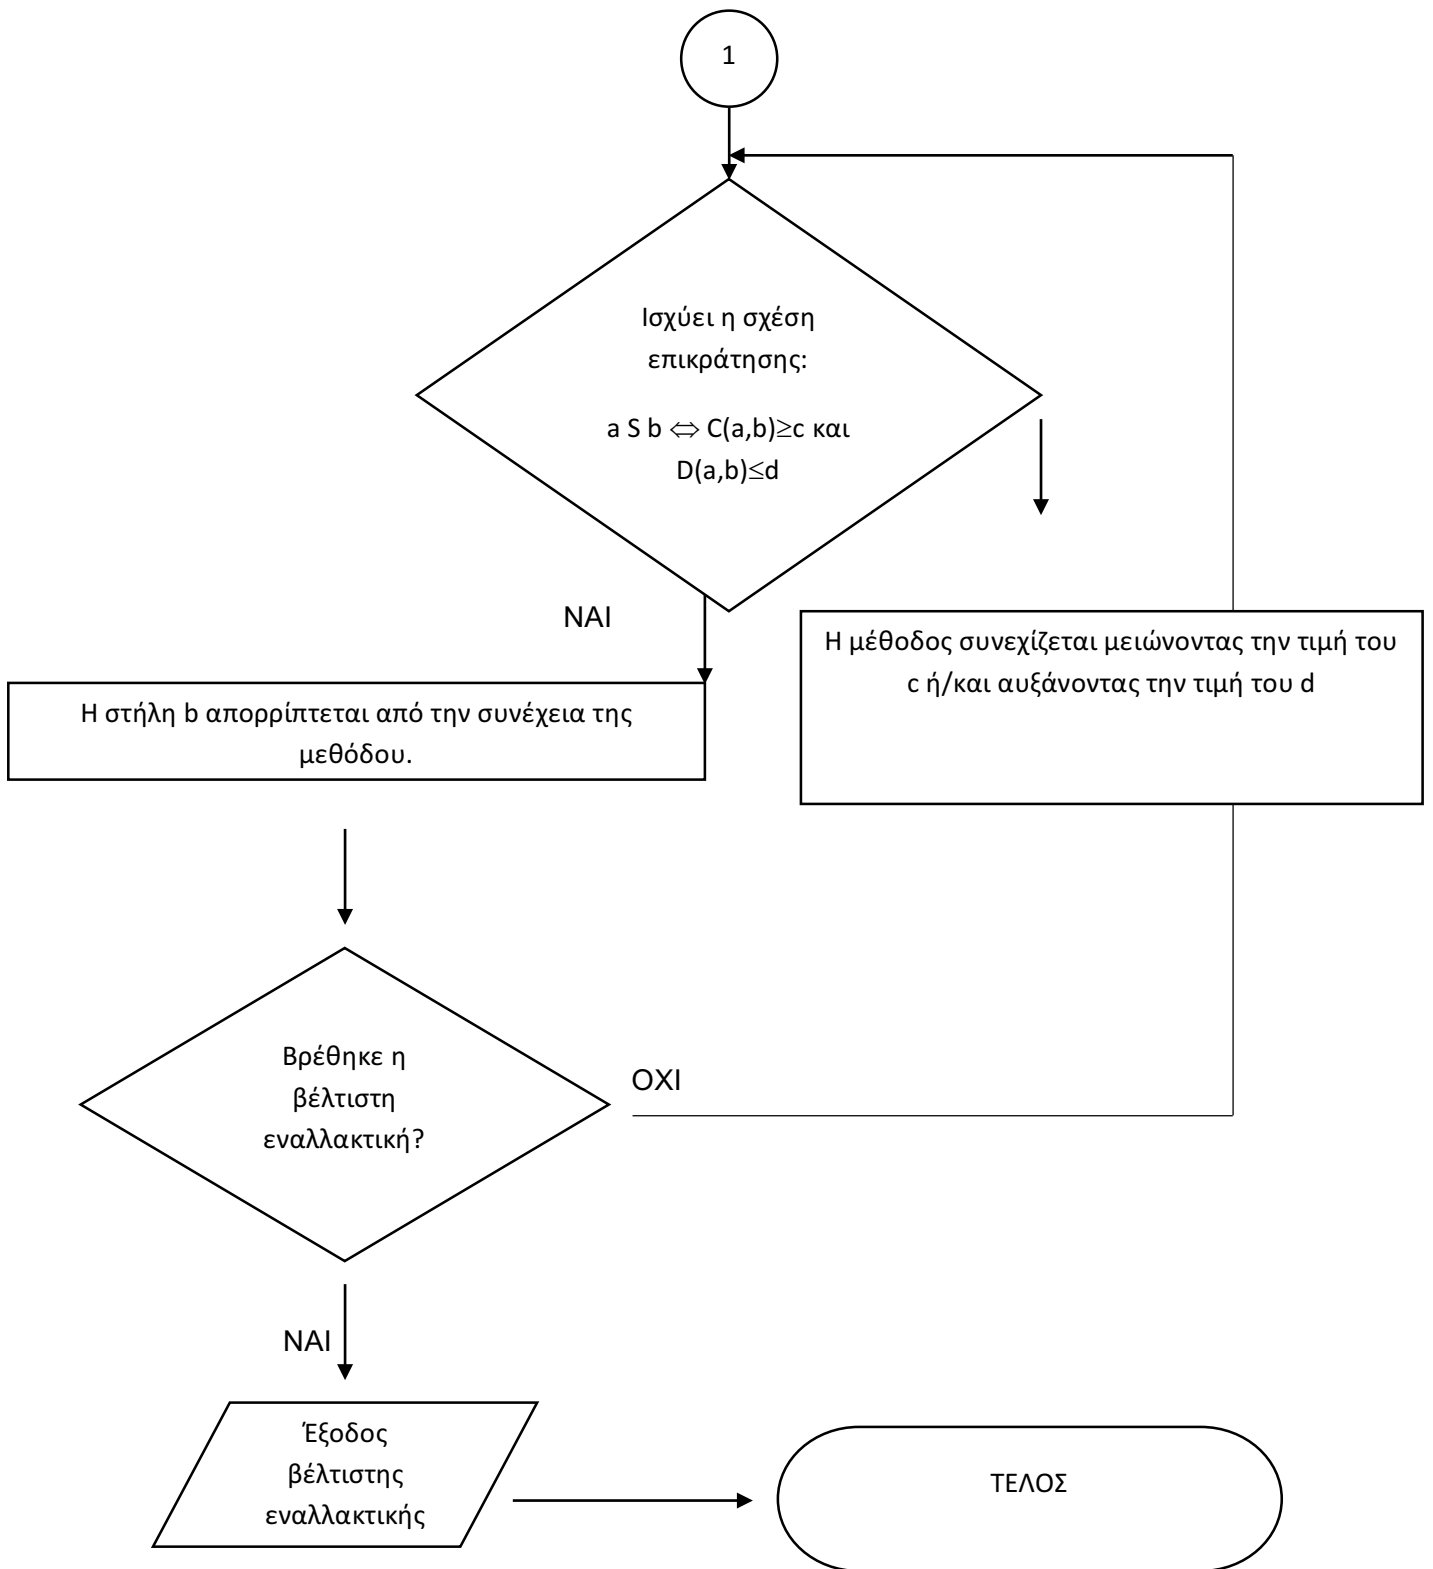 1
Ισχύει η σχέση
επικράτησης:
a S b ⇔ C(a,b)≥c και
D(a,b)≤d
ΝΑΙ
Η μέθοδος συνεχίζεται μειώνοντας την τιμή του
c ή/και αυξάνοντας την τιμή του d
Η στήλη b απορρίπτεται από την συνέχεια της
μεθόδου.
Βρέθηκε η
βέλτιστη
εναλλακτική?
ΟΧΙ
ΝΑΙ
Έξοδος
βέλτιστης
εναλλακτικής
ΤΕΛΟΣ